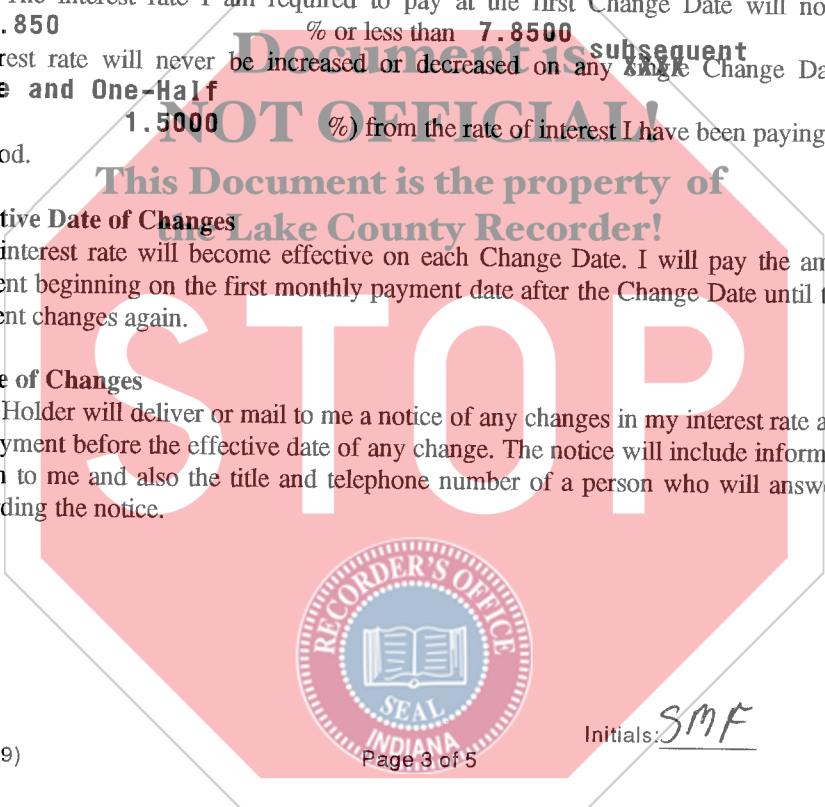 The interest rate I am required to pay at the first Change Date will no
.850 % or less than 7.8500
subsequent
rest rate will never be increased or decreased on any single Change Da
e and One-Half
1.5000 %) from the rate of interest I have been paying
od.
tive Date of Changes
interest rate will become effective on each Change Date. I will pay the am
ent beginning on the first monthly payment date after the Change Date until t
ent changes again.
e of Changes
Holder will deliver or mail to me a notice of any changes in my interest rate a
yment before the effective date of any change. The notice will include inform
n to me and also the title and telephone number of a person who will answ
ding the notice.
Document is
NOT OFFICIAL!
This Document is the property of
the Lake County Recorder!
STOP
RECORDER'S OFFICE
SEAL
INDIANA
Initials: SMF
9)
Page 3 of 5